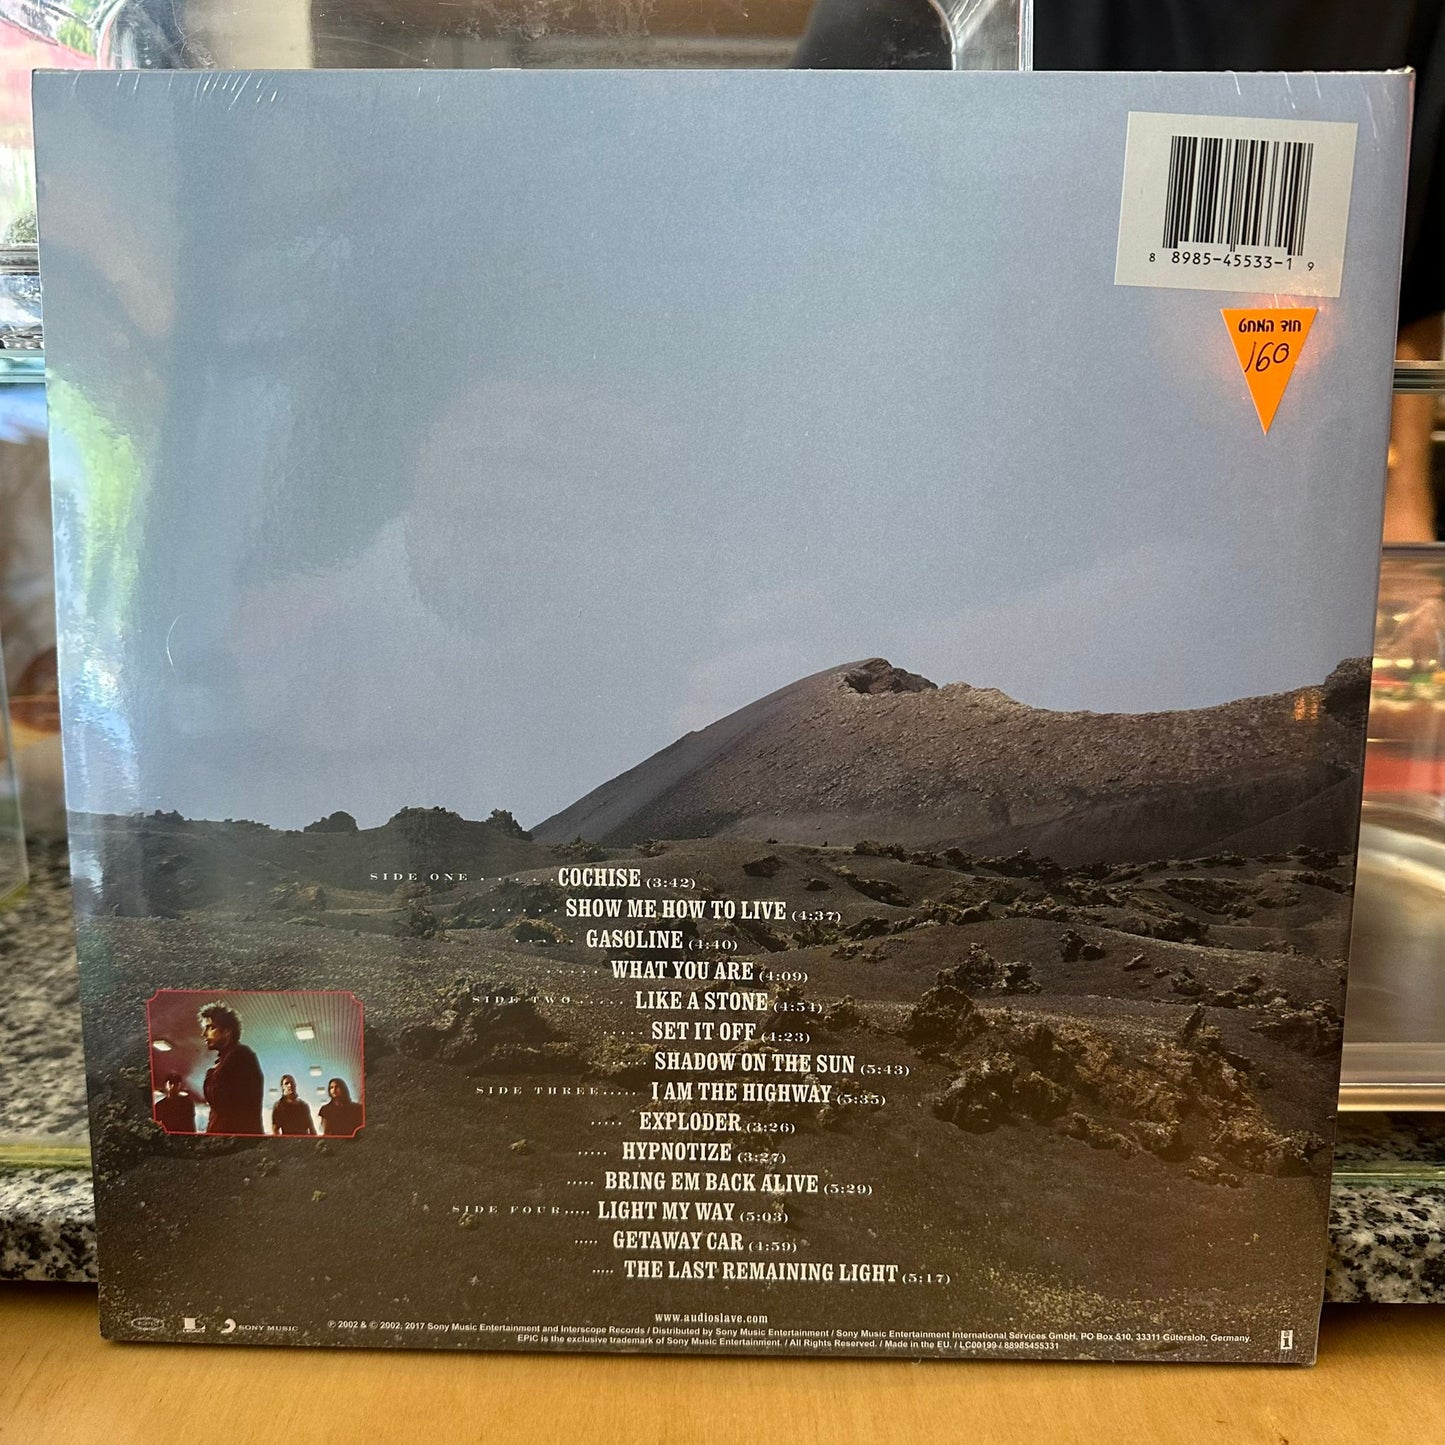 8 8985-45533-1 9
חוד המחט
160
SIDE ONE ..... COCHISE (3:42)
..... SHOW ME HOW TO LIVE (4:37)
..... GASOLINE (4:40)
..... WHAT YOU ARE (4:09)
SIDE TWO ..... LIKE A STONE (4:54)
..... SET IT OFF (4:23)
..... SHADOW ON THE SUN (5:43)
SIDE THREE ..... I AM THE HIGHWAY (5:35)
..... EXPLODER (3:26)
..... HYPNOTIZE (3:27)
..... BRING EM BACK ALIVE (5:29)
SIDE FOUR ..... LIGHT MY WAY (5:03)
..... GETAWAY CAR (4:59)
..... THE LAST REMAINING LIGHT (5:17)
www.audioslave.com
SONY MUSIC ℗ 2002 & © 2002, 2017 Sony Music Entertainment and Interscope Records / Distributed by Sony Music Entertainment / Sony Music Entertainment International Services GmbH, PO Box 510, 33311 Gütersloh, Germany.
EPIC is the exclusive trademark of Sony Music Entertainment. / All Rights Reserved. / Made in the EU. / LC00199 / 88985455331